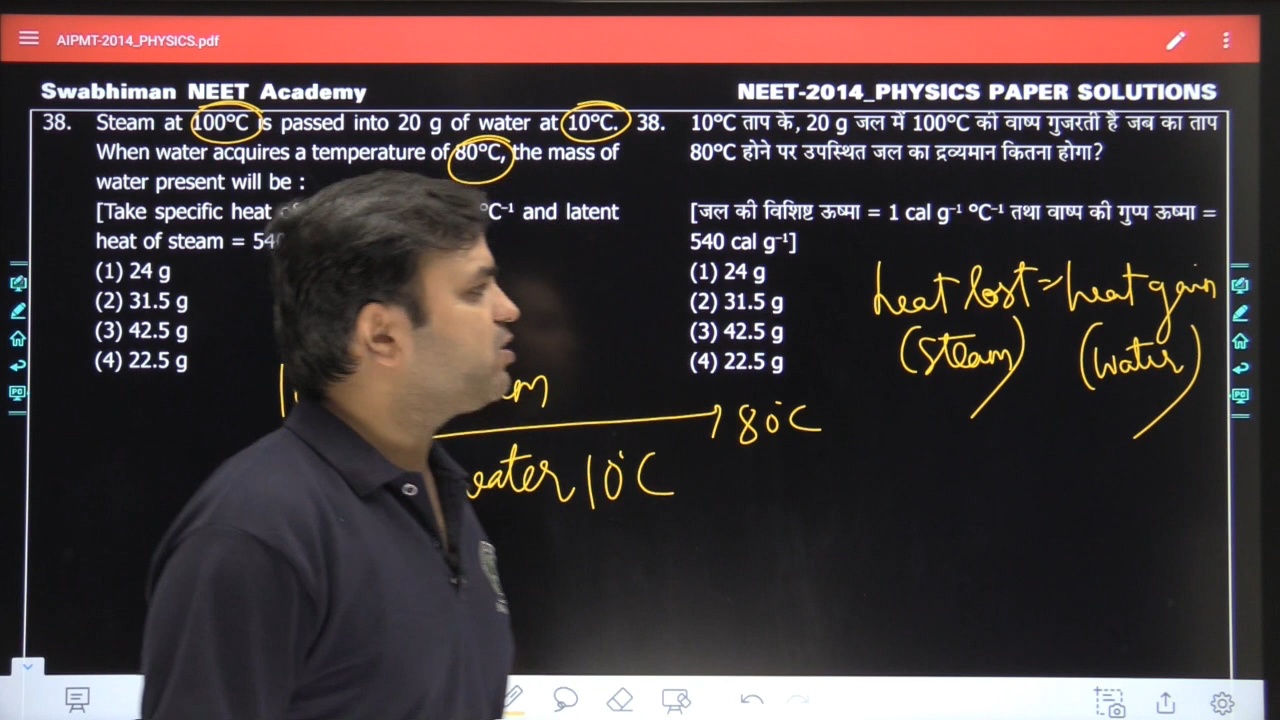 AIPMT-2014_PHYSICS.pdf
Swabhiman NEET Academy
NEET-2014_PHYSICS PAPER SOLUTIONS
38. Steam at 100°C is passed into 20 g of water at 10°C.
When water acquires a temperature of 80°C, the mass of
water present will be :
[Take specific heat °C⁻¹ and latent
heat of steam =
(1) 24 g
(2) 31.5 g
(3) 42.5 g
(4) 22.5 g
38. 10°C ताप के, 20 g जल में 100°C की वाष्प गुजरती है जब का ताप
80°C होने पर उपस्थित जल का द्रव्यमान कितना होगा?
[जल की विशिष्ट ऊष्मा = 1 cal g⁻¹ °C⁻¹ तथा वाष्प की गुप्प ऊष्मा =
540 cal g⁻¹]
(1) 24 g
(2) 31.5 g
(3) 42.5 g
(4) 22.5 g
heat lost = heat gain
(steam) (water)
80°C
10°C